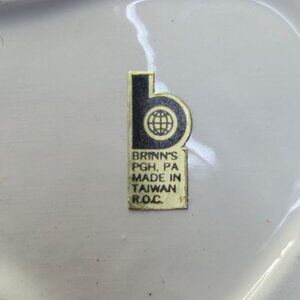 b
BRINN'S
PGH, PA
MADE IN
TAIWAN
R.O.C.